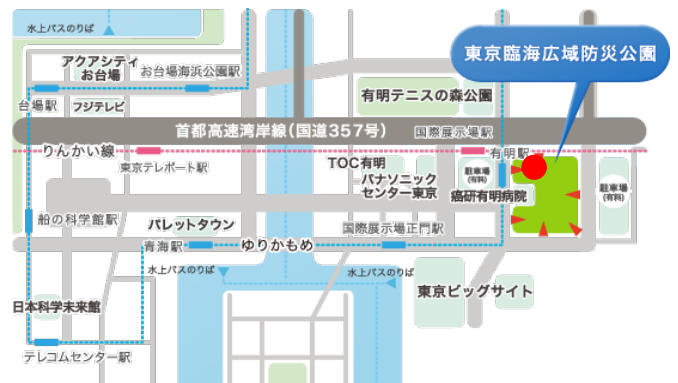 水上バスのりば
アクアシティ
お台場
お台場海浜公園駅
東京臨海広域防災公園
台場駅
フジテレビ
有明テニスの森公園
首都高速湾岸線(国道357号)
国際展示場駅
りんかい線
東京テレポート駅
TOC有明
有明駅
パナソニック
センター東京
駐車場
(有料)
癌研有明病院
駐車場
(有料)
船の科学館駅
パレットタウン
国際展示場正門駅
青海駅
ゆりかもめ
水上バスのりば
水上バスのりば
東京ビッグサイト
日本科学未来館
テレコムセンター駅